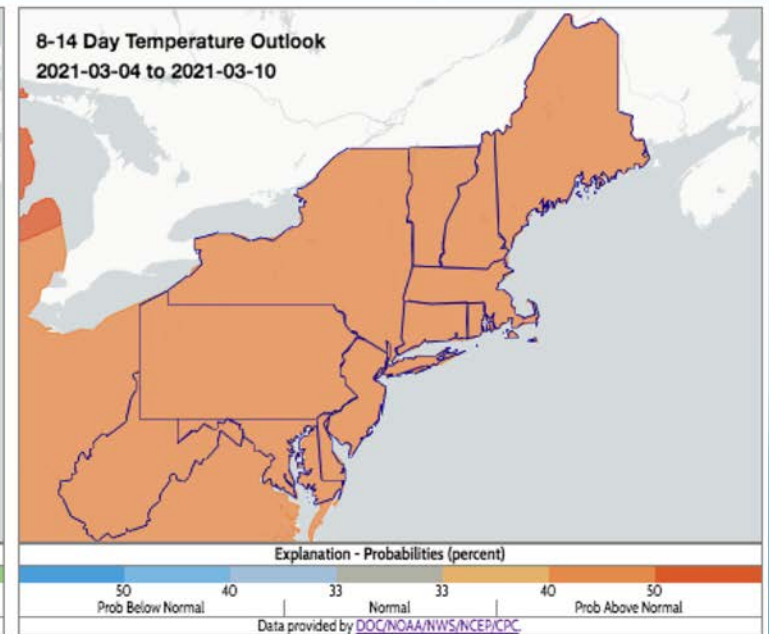 8-14 Day Temperature Outlook
2021-03-04 to 2021-03-10
Explanation - Probabilities (percent)
50 40 33 33 40 50
Prob Below Normal | Normal | Prob Above Normal
Data provided by DOC/NOAA/NWS/NCEP/CPC.